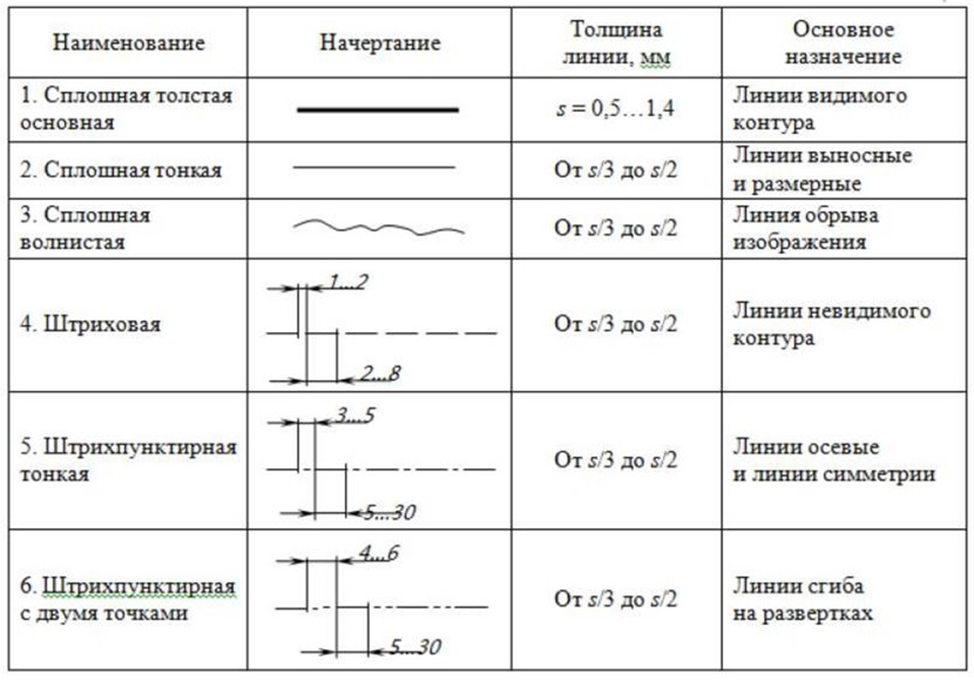 Наименование
Начертание
Толщина
линии, мм
Основное
назначение
1. Сплошная толстая
основная
s = 0,5…1,4
Линии видимого
контура
2. Сплошная тонкая
От s/3 до s/2
Линии выносные
и размерные
3. Сплошная
волнистая
От s/3 до s/2
Линия обрыва
изображения
4. Штриховая
1…2
2…8
От s/3 до s/2
Линии невидимого
контура
5. Штрихпунктирная
тонкая
3…5
5…30
От s/3 до s/2
Линии осевые
и линии симметрии
6. Штрихпунктирная
с двумя точками
4…6
5…30
От s/3 до s/2
Линии сгиба
на развертках